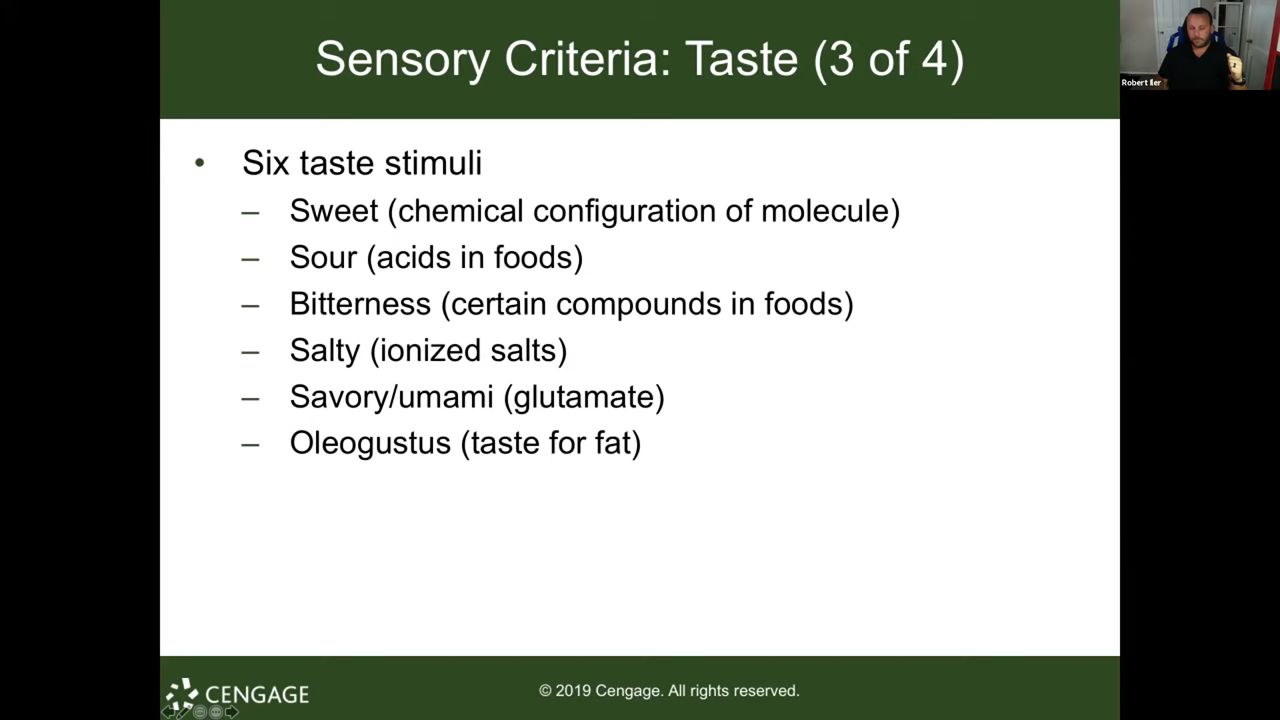 Sensory Criteria: Taste (3 of 4)
Robert Iler
• Six taste stimuli
– Sweet (chemical configuration of molecule)
– Sour (acids in foods)
– Bitterness (certain compounds in foods)
– Salty (ionized salts)
– Savory/umami (glutamate)
– Oleogustus (taste for fat)
CENGAGE
© 2019 Cengage. All rights reserved.